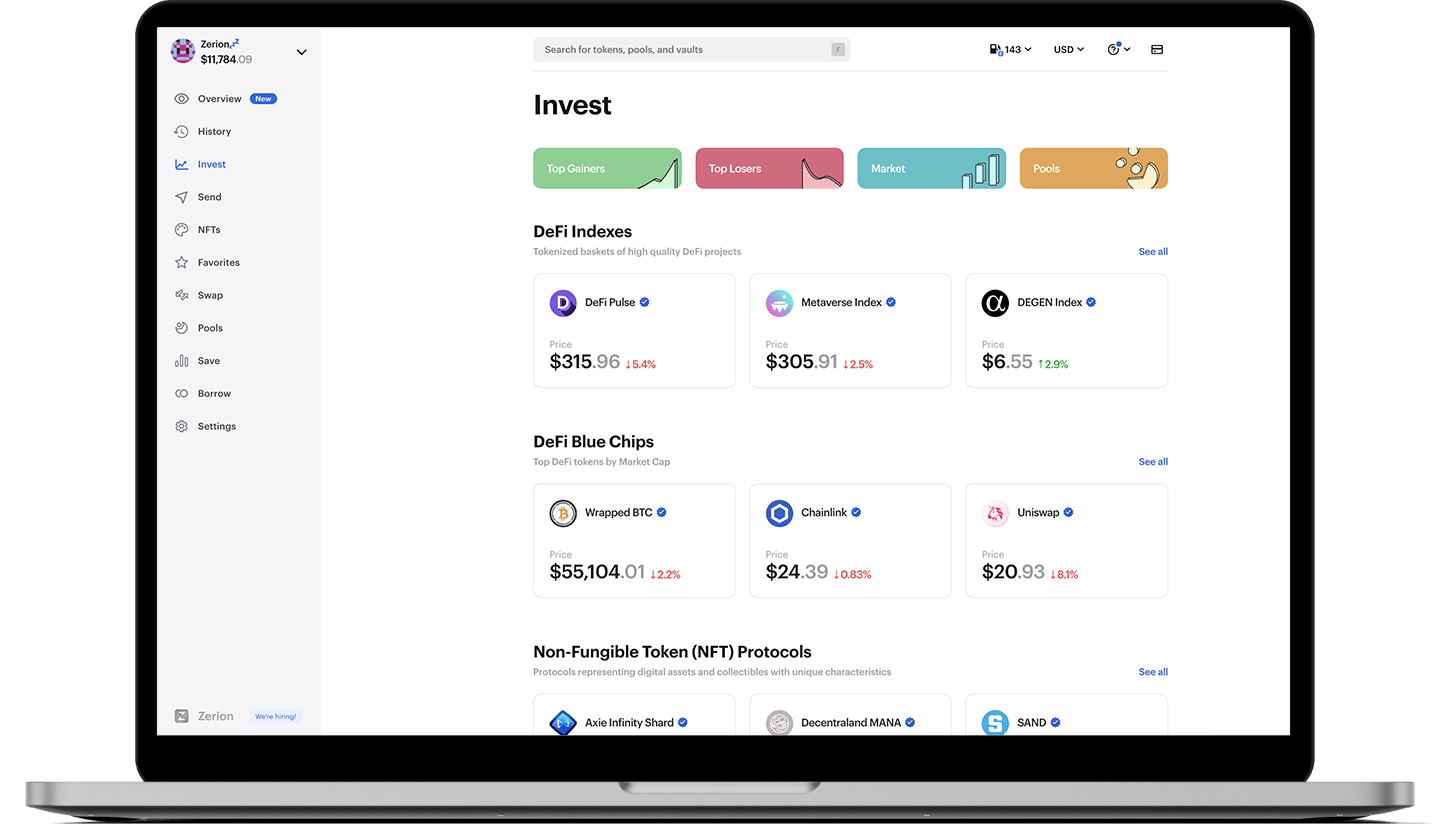 Zerion
$11,784.09
Overview New
History
Invest
Send
NFTs
Favorites
Swap
Pools
Save
Borrow
Settings
Zerion We're hiring!
Search for tokens, pools, and vaults F
143 USD
Invest
Top Gainers Top Losers Market Pools
DeFi Indexes
Tokenized baskets of high quality DeFi projects See all
DeFi Pulse Metaverse Index DEGEN Index
Price Price Price
$315.96 ↓5.4% $305.91 ↓2.5% $6.55 ↑2.9%
DeFi Blue Chips
Top DeFi tokens by Market Cap See all
Wrapped BTC Chainlink Uniswap
Price Price Price
$55,104.01 ↓2.2% $24.39 ↓0.83% $20.93 ↓8.1%
Non-Fungible Token (NFT) Protocols
Protocols representing digital assets and collectibles with unique characteristics See all
Axie Infinity Shard Decentraland MANA SAND